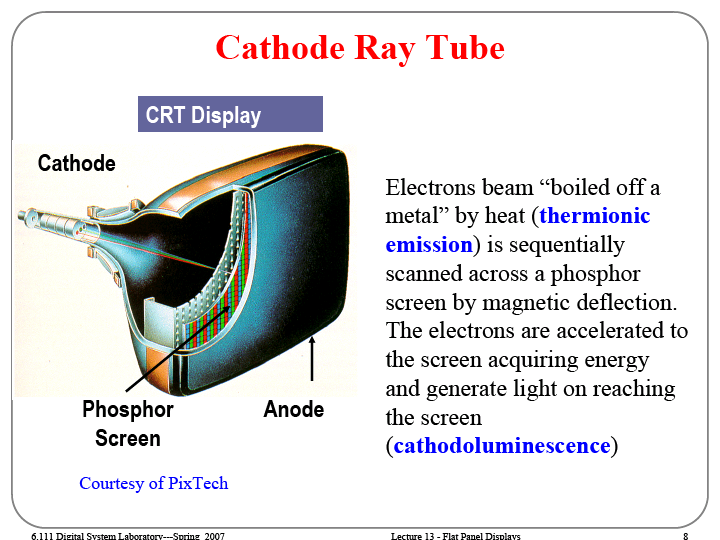 Cathode Ray Tube
CRT Display
Cathode
Electrons beam “boiled off a
metal” by heat (thermionic
emission) is sequentially
scanned across a phosphor
screen by magnetic deflection.
The electrons are accelerated to
the screen acquiring energy
and generate light on reaching
the screen
(cathodoluminescence)
Phosphor
Screen
Anode
Courtesy of PixTech
6.111 Digital System Laboratory---Spring 2007
Lecture 13 - Flat Panel Displays
8